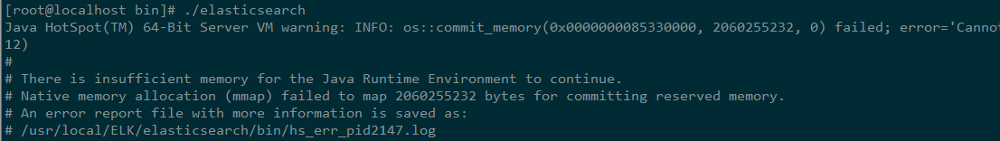 [root@localhost bin]# ./elasticsearch
Java HotSpot(TM) 64-Bit Server VM warning: INFO: os::commit_memory(0x0000000085330000, 2060255232, 0) failed; error='Canno
12)
#
# There is insufficient memory for the Java Runtime Environment to continue.
# Native memory allocation (mmap) failed to map 2060255232 bytes for committing reserved memory.
# An error report file with more information is saved as:
# /usr/local/ELK/elasticsearch/bin/hs_err_pid2147.log